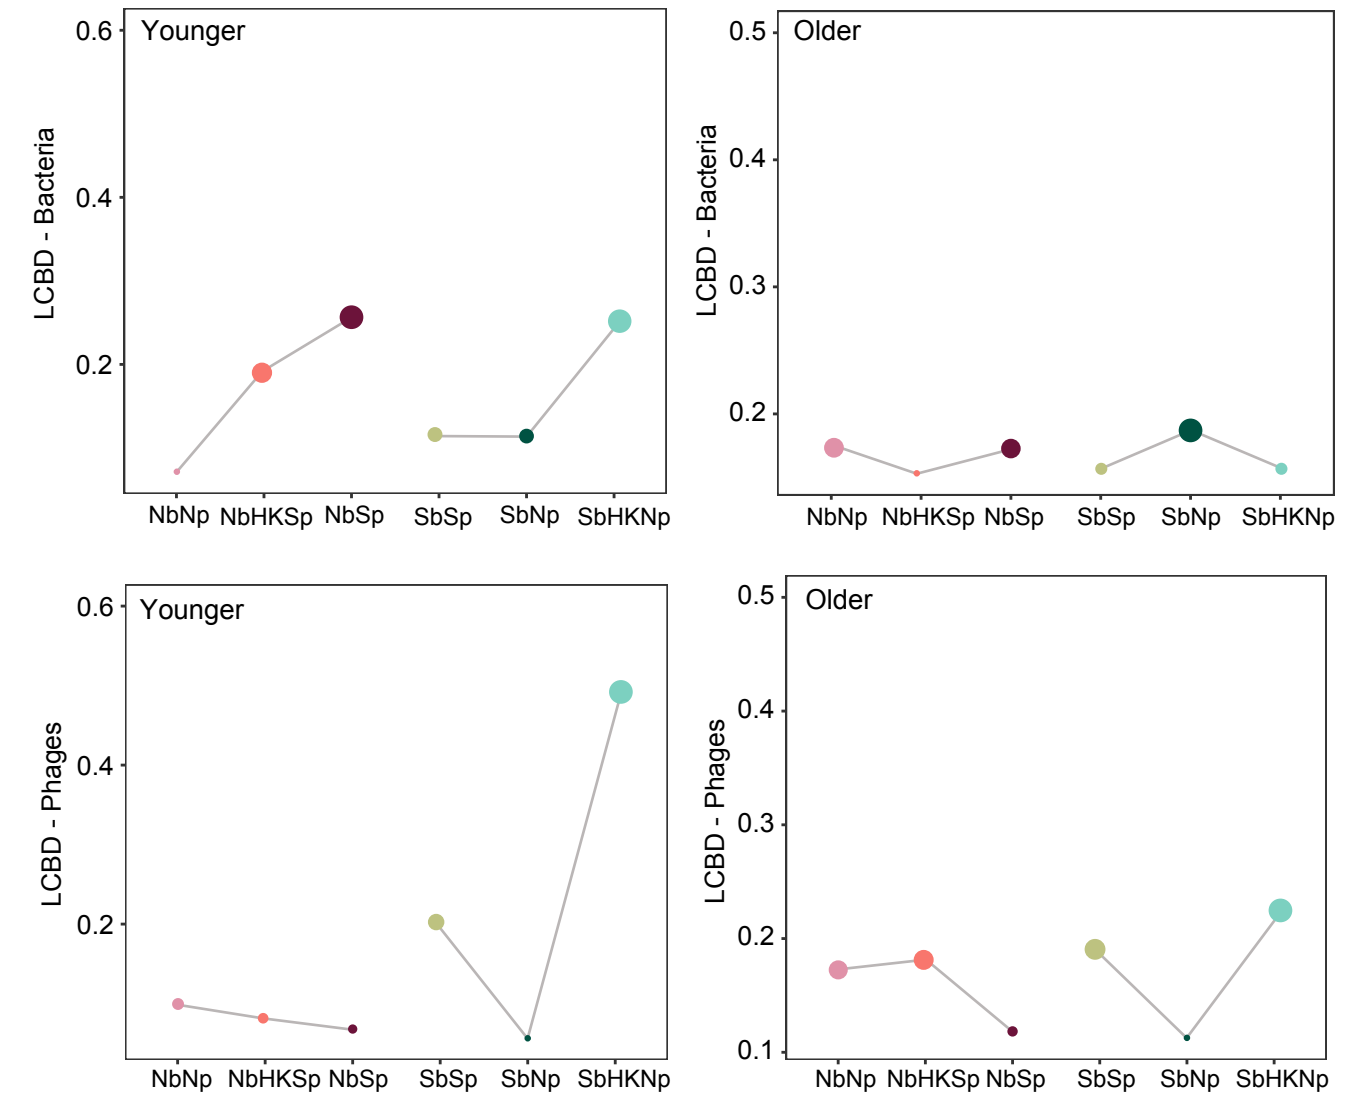 Younger
0.6
0.4
0.2
LCBD - Bacteria
NbNp NbHKSp NbSp SbSp SbNp SbHKNp
Older
0.5
0.4
0.3
0.2
LCBD - Bacteria
NbNp NbHKSp NbSp SbSp SbNp SbHKNp
Younger
0.6
0.4
0.2
LCBD - Phages
NbNp NbHKSp NbSp SbSp SbNp SbHKNp
Older
0.5
0.4
0.3
0.2
0.1
LCBD - Phages
NbNp NbHKSp NbSp SbSp SbNp SbHKNp